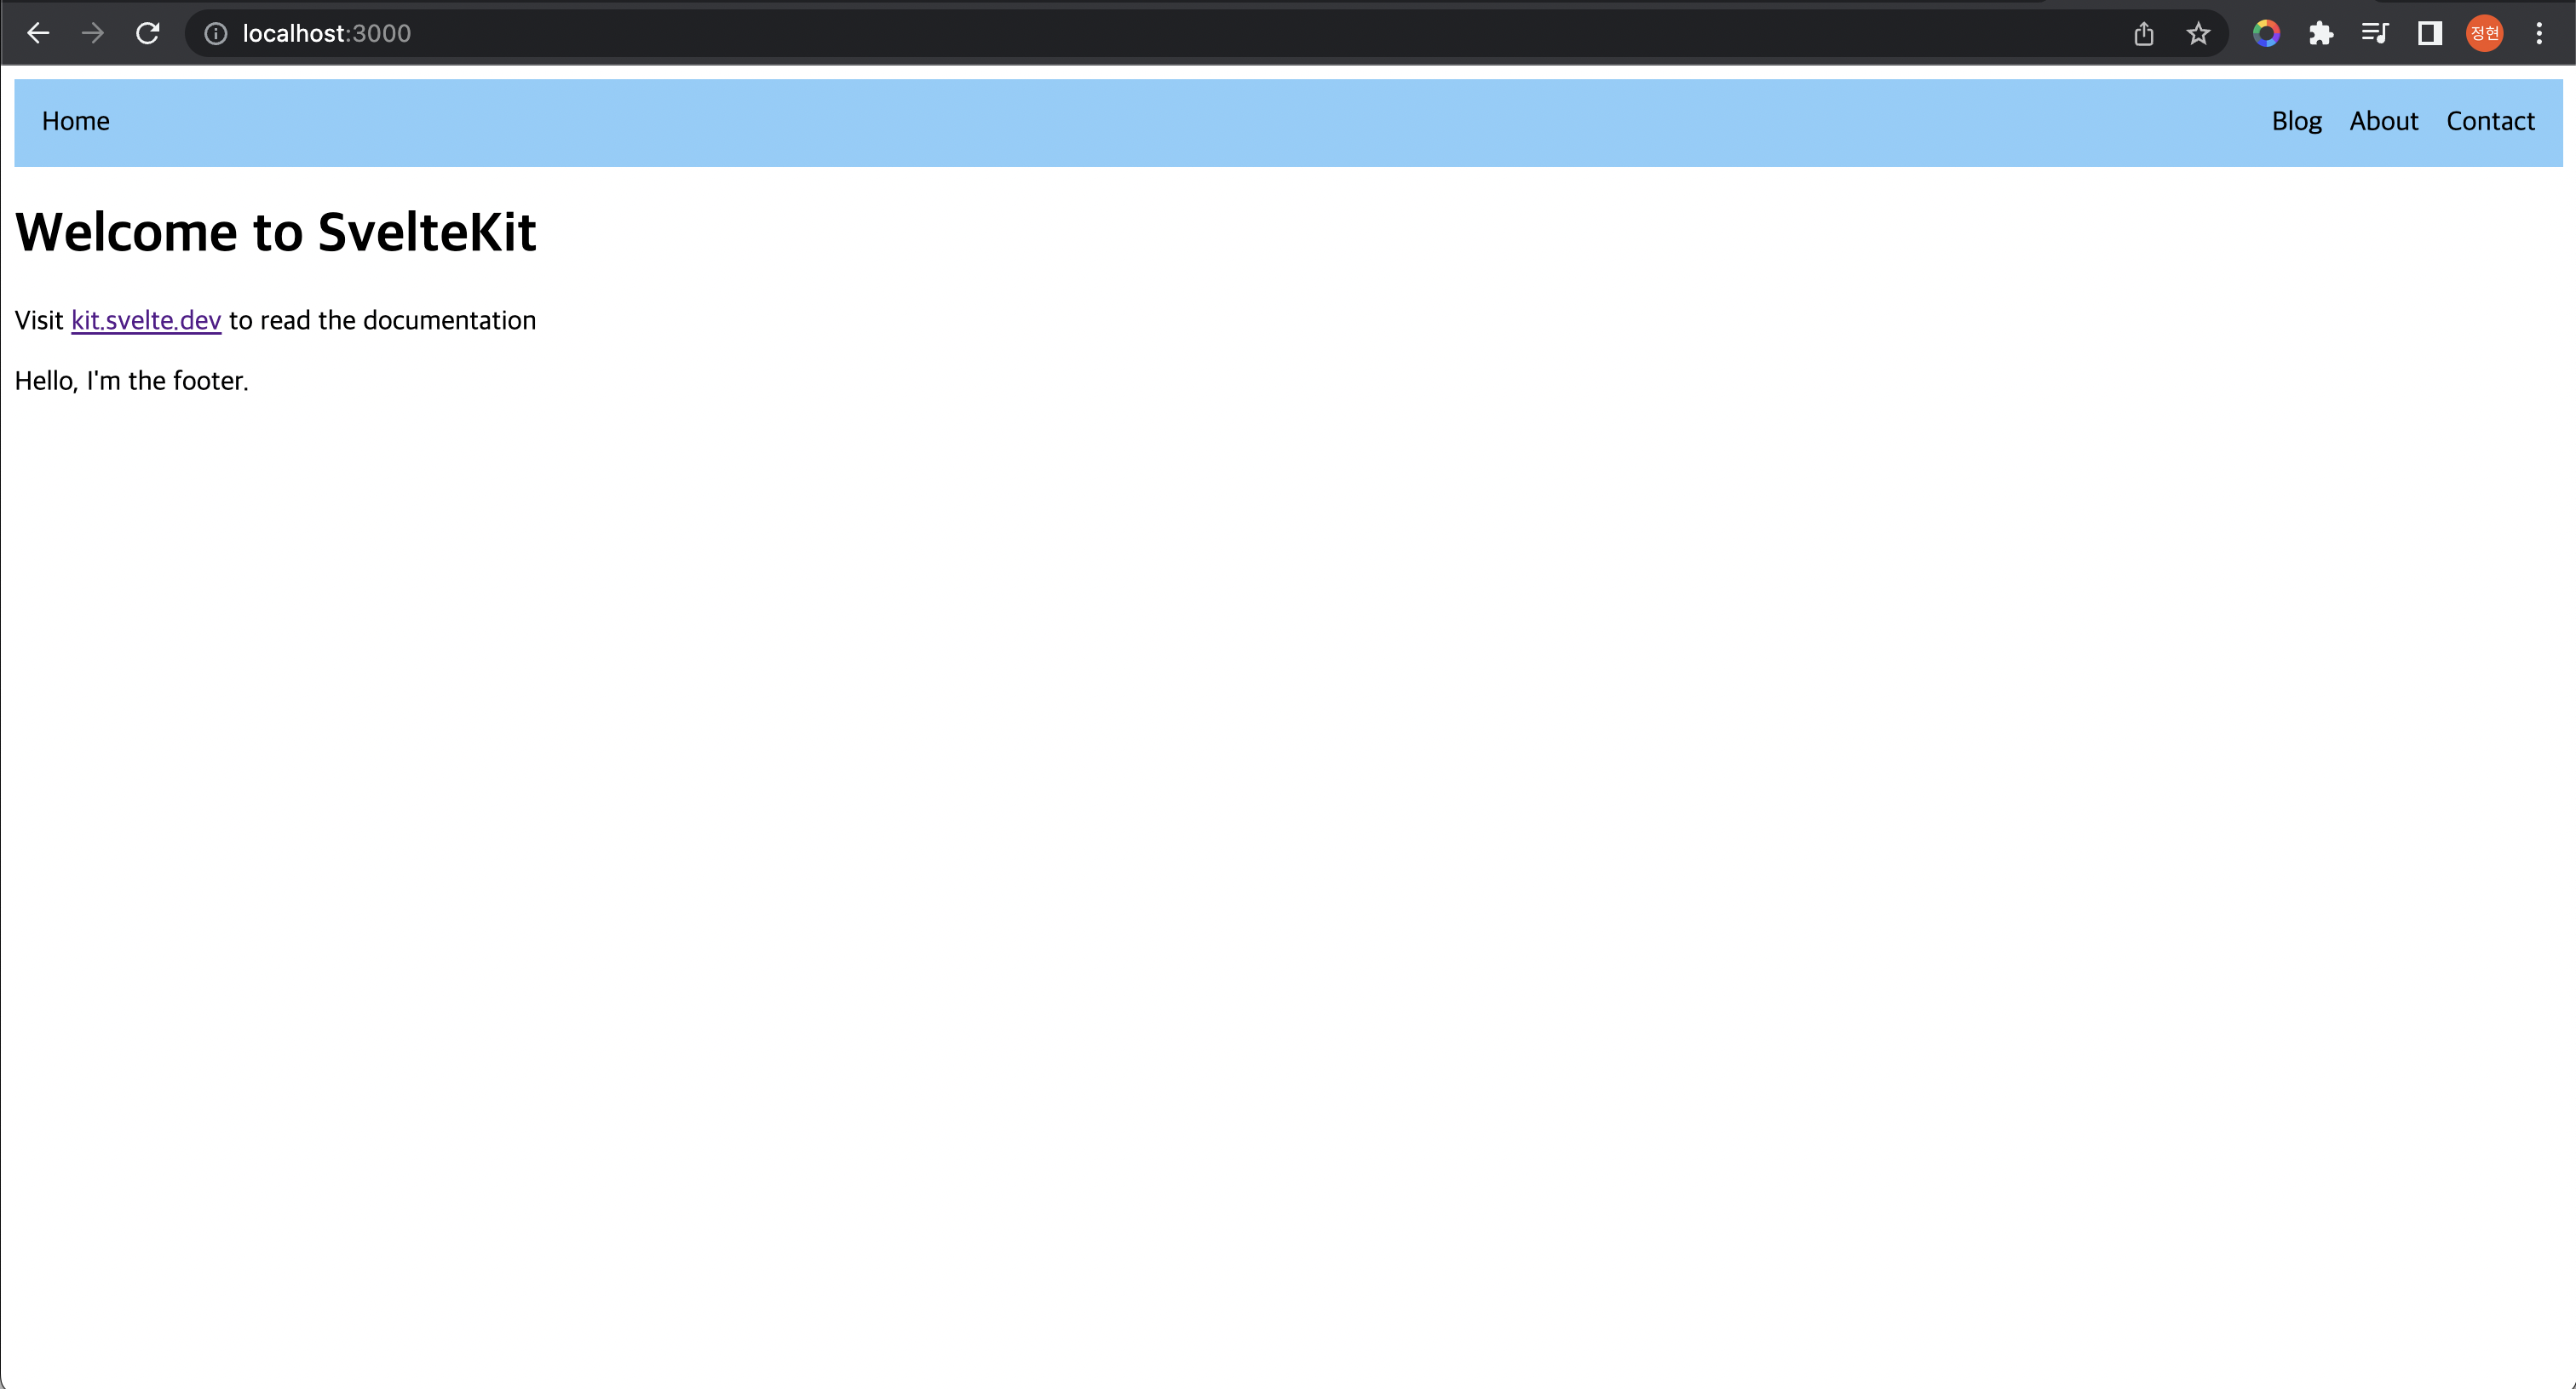 localhost:3000
정현
Home Blog About Contact
Welcome to SvelteKit
Visit kit.svelte.dev to read the documentation
Hello, I'm the footer.